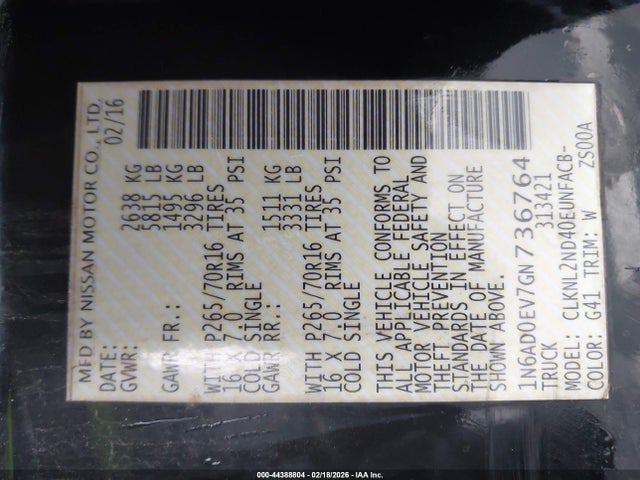 MFD BY NISSAN MOTOR CO., LTD.
DATE: 02/16
GVWR: 2638 KG
5815 LB
GAWR FR.: 1495 KG
3296 LB
WITH P265/70R16 TIRES
16 X 7.0 RIMS AT 35 PSI
COLD SINGLE
GAWR RR.: 1511 KG
3331 LB
WITH P265/70R16 TIRES
16 X 7.0 RIMS AT 35 PSI
COLD SINGLE
THIS VEHICLE CONFORMS TO
ALL APPLICABLE FEDERAL
MOTOR VEHICLE SAFETY AND
THEFT PREVENTION
STANDARDS IN EFFECT ON
THE DATE OF MANUFACTURE
SHOWN ABOVE.
1N6AD0EV7GN736764
TRUCK 313421
MODEL: CLKNL2ND40EUNFACB-
COLOR: G41 TRIM: W ZS00A
000-44388804 - 02/18/2026 - IAA Inc.